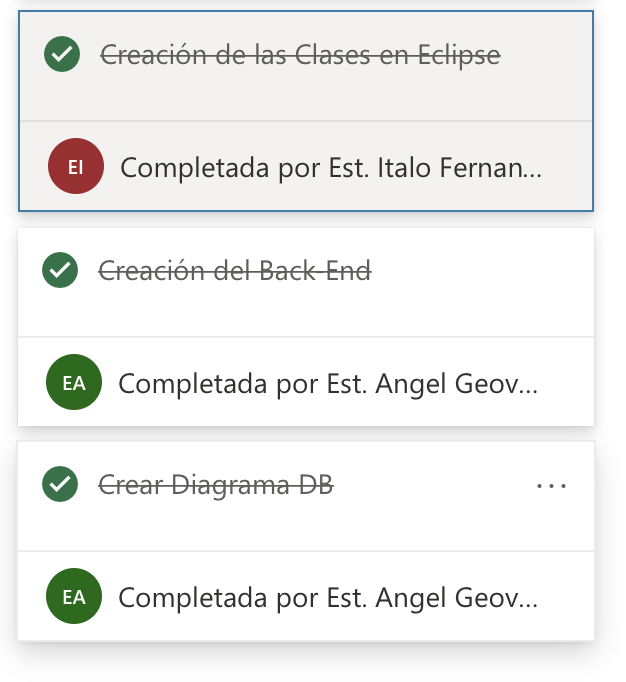 Creación de las Clases en Eclipse
EI Completada por Est. Italo Fernan...
Creación del Back-End
EA Completada por Est. Angel Geov...
Crear Diagrama DB
EA Completada por Est. Angel Geov...